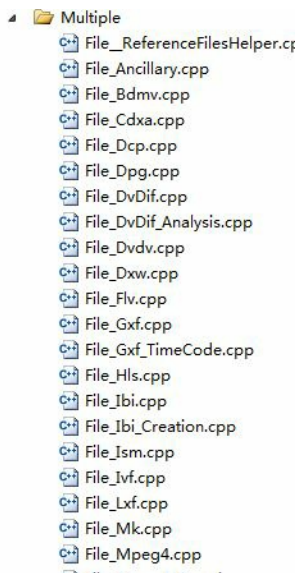 Multiple
File__ReferenceFilesHelper.cp
File_Ancillary.cpp
File_Bdmv.cpp
File_Cdxa.cpp
File_Dcp.cpp
File_Dpg.cpp
File_DvDif.cpp
File_DvDif_Analysis.cpp
File_Dvdv.cpp
File_Dxw.cpp
File_Flv.cpp
File_Gxf.cpp
File_Gxf_TimeCode.cpp
File_Hls.cpp
File_Ibi.cpp
File_Ibi_Creation.cpp
File_Ism.cpp
File_Ivf.cpp
File_Lxf.cpp
File_Mk.cpp
File_Mpeg4.cpp